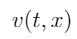 v(t, x)